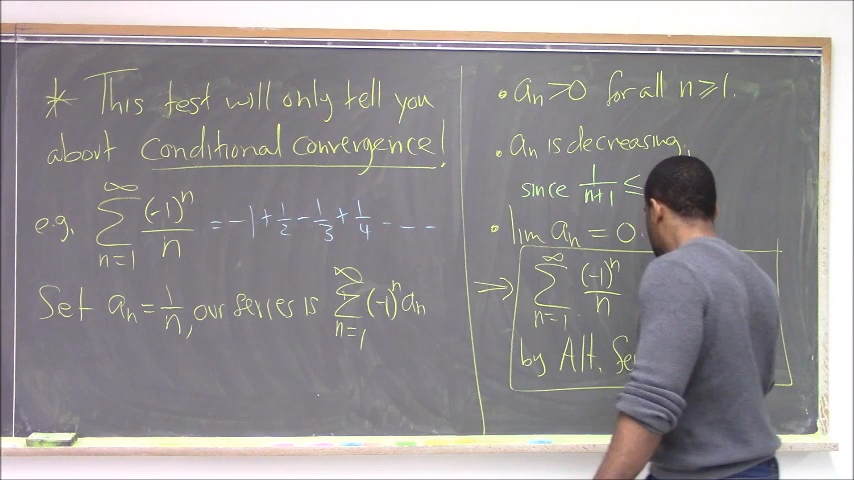 * This test will only tell you
about conditional convergence!
e.g. ∞∑n=1 (-1)^n/n = -1 + 1/2 - 1/3 + 1/4 - - - -
Set a_n = 1/n, our series is ∞∑n=1 (-1)^n a_n
• a_n > 0 for all n ≥ 1.
• a_n is decreasing,
since 1/(n+1) ≤
• lim a_n = 0.
⇒ ∞∑n=1 (-1)^n/n
by Alt.